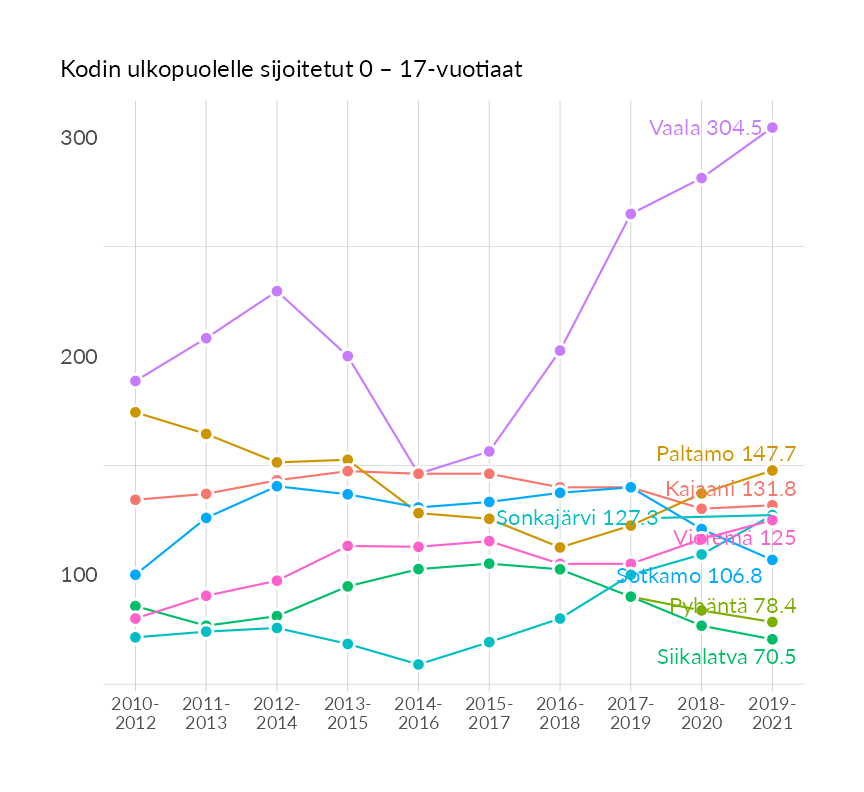 Kodin ulkopuolelle sijoitetut 0 – 17-vuotiaat
300
Vaala 304.5
200
Paltamo 147.7
Kajaani 131.8
Sonkajärvi 127.3
Vieremä 125
100
Sotkamo 106.8
Pyhäntä 78.4
Siikalatva 70.5
2010- 2011- 2012- 2013- 2014- 2015- 2016- 2017- 2018- 2019-
2012 2013 2014 2015 2016 2017 2018 2019 2020 2021